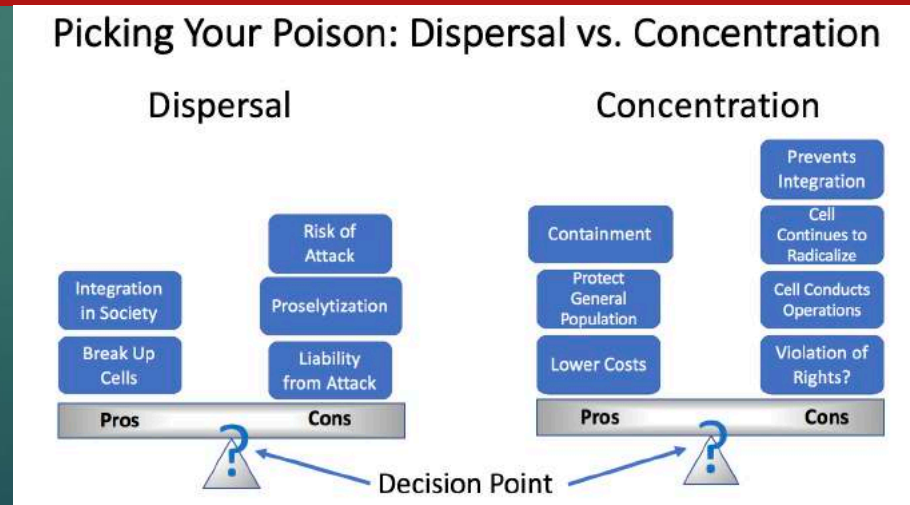 Picking Your Poison: Dispersal vs. Concentration
Dispersal
Integration
in Society
Break Up
Cells
Risk of
Attack
Proselytization
Liability
from Attack
Pros
Cons
?
Concentration
Containment
Protect
General
Population
Lower Costs
Prevents
Integration
Cell
Continues to
Radicalize
Cell Conducts
Operations
Violation of
Rights?
Pros
Cons
?
Decision Point